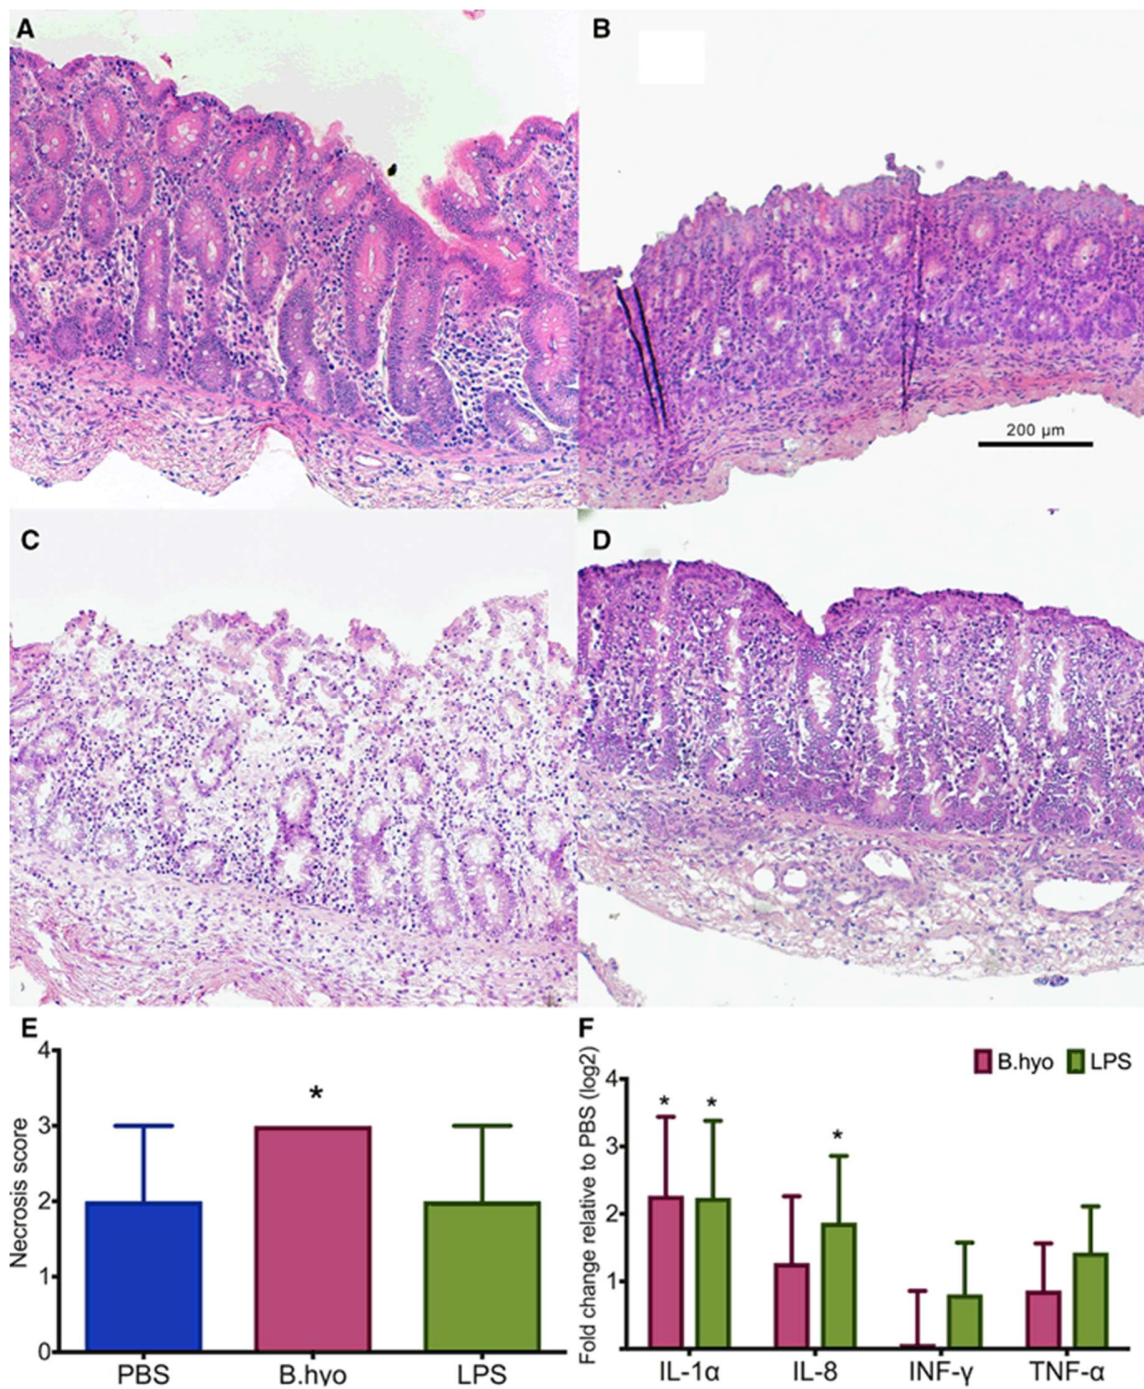 A
B
200 µm
C
D
E
Necrosis score
4
3
2
1
0
*
PBS
B.hyo
LPS
F
Fold change relative to PBS (log2)
B.hyo
LPS
4
3
2
1
* * *
IL-1α
IL-8
INF-γ
TNF-α